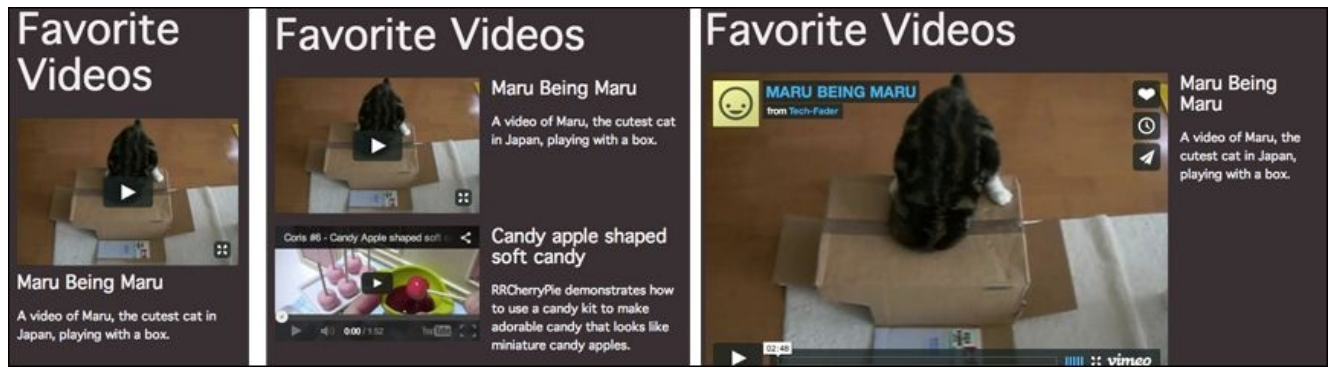 Favorite
Videos
Maru Being Maru
A video of Maru, the cutest cat in
Japan, playing with a box.
Favorite Videos
Maru Being Maru
A video of Maru, the cutest cat
in Japan, playing with a box.
Coris #6 - Candy Apple shaped soft
0:00 / 1:52
YouTube
Candy apple shaped
soft candy
RRCherryPie demonstrates how
to use a candy kit to make
adorable candy that looks like
miniature candy apples.
Favorite Videos
MARU BEING MARU
from Tech-Fader
02:48
vimeo
Maru Being
Maru
A video of Maru, the
cutest cat in Japan,
playing with a box.